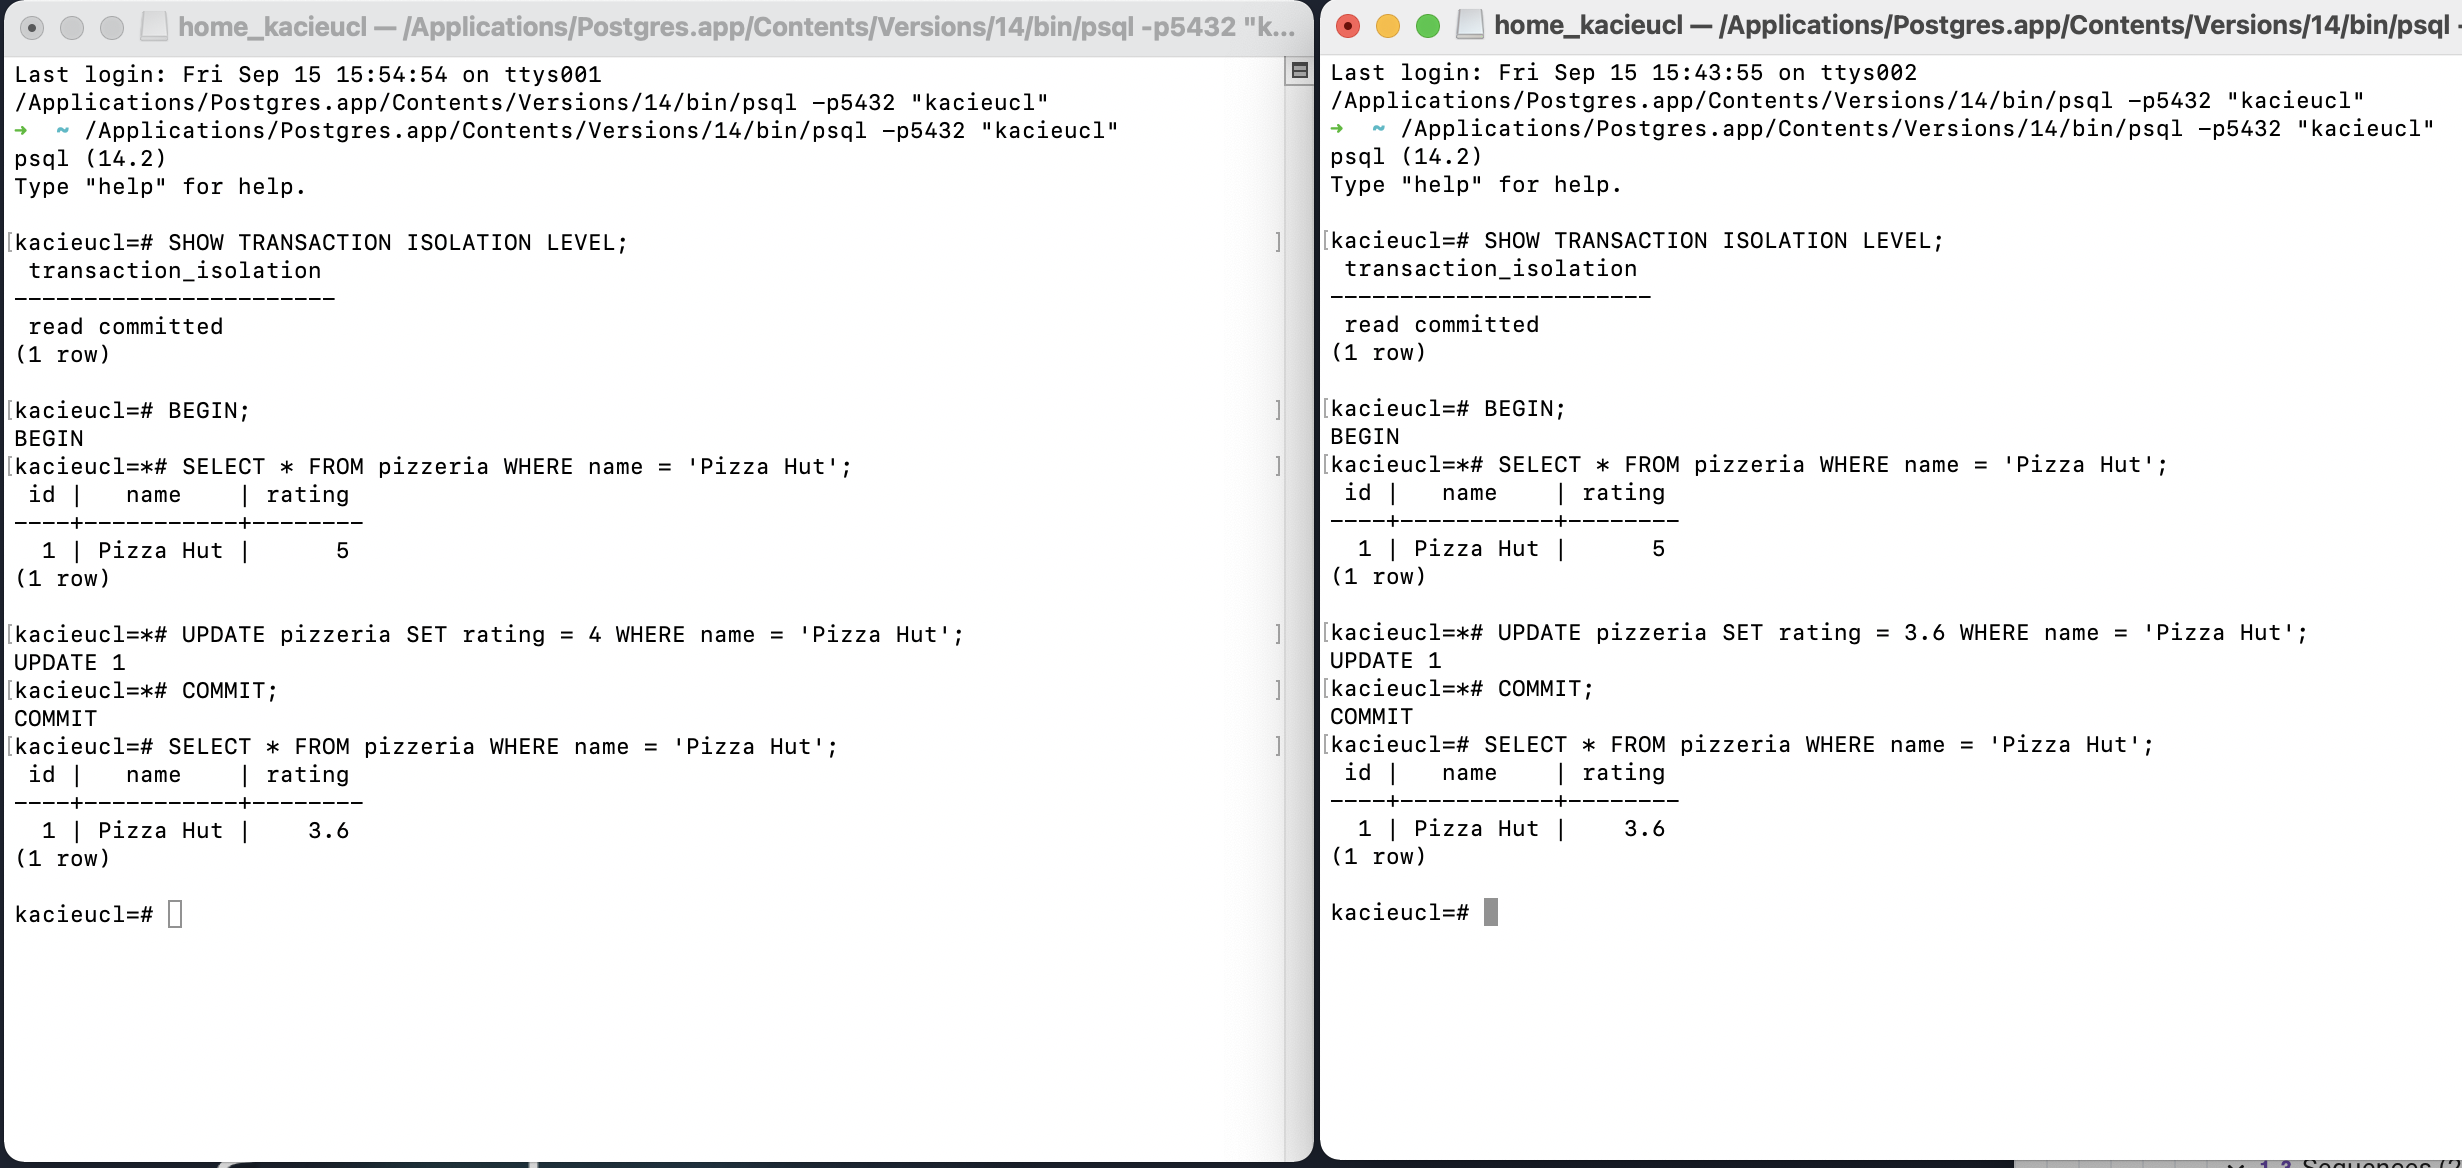 home_kacieucl — /Applications/Postgres.app/Contents/Versions/14/bin/psql -p5432 "k...
Last login: Fri Sep 15 15:54:54 on ttys001
/Applications/Postgres.app/Contents/Versions/14/bin/psql -p5432 "kacieucl"
➜  ~ /Applications/Postgres.app/Contents/Versions/14/bin/psql -p5432 "kacieucl"
psql (14.2)
Type "help" for help.

[kacieucl=# SHOW TRANSACTION ISOLATION LEVEL; ]
 transaction_isolation
-----------------------
 read committed
(1 row)

[kacieucl=# BEGIN; ]
BEGIN
[kacieucl=*# SELECT * FROM pizzeria WHERE name = 'Pizza Hut'; ]
 id |   name    | rating
----+-----------+--------
  1 | Pizza Hut |      5
(1 row)

[kacieucl=*# UPDATE pizzeria SET rating = 4 WHERE name = 'Pizza Hut'; ]
UPDATE 1
[kacieucl=*# COMMIT; ]
COMMIT
[kacieucl=# SELECT * FROM pizzeria WHERE name = 'Pizza Hut'; ]
 id |   name    | rating
----+-----------+--------
  1 | Pizza Hut |    3.6
(1 row)

kacieucl=#
home_kacieucl — /Applications/Postgres.app/Contents/Versions/14/bin/psql -
Last login: Fri Sep 15 15:43:55 on ttys002
/Applications/Postgres.app/Contents/Versions/14/bin/psql -p5432 "kacieucl"
➜  ~ /Applications/Postgres.app/Contents/Versions/14/bin/psql -p5432 "kacieucl"
psql (14.2)
Type "help" for help.

[kacieucl=# SHOW TRANSACTION ISOLATION LEVEL;
 transaction_isolation
-----------------------
 read committed
(1 row)

[kacieucl=# BEGIN;
BEGIN
[kacieucl=*# SELECT * FROM pizzeria WHERE name = 'Pizza Hut';
 id |   name    | rating
----+-----------+--------
  1 | Pizza Hut |      5
(1 row)

[kacieucl=*# UPDATE pizzeria SET rating = 3.6 WHERE name = 'Pizza Hut';
UPDATE 1
[kacieucl=*# COMMIT;
COMMIT
[kacieucl=# SELECT * FROM pizzeria WHERE name = 'Pizza Hut';
 id |   name    | rating
----+-----------+--------
  1 | Pizza Hut |    3.6
(1 row)

kacieucl=#